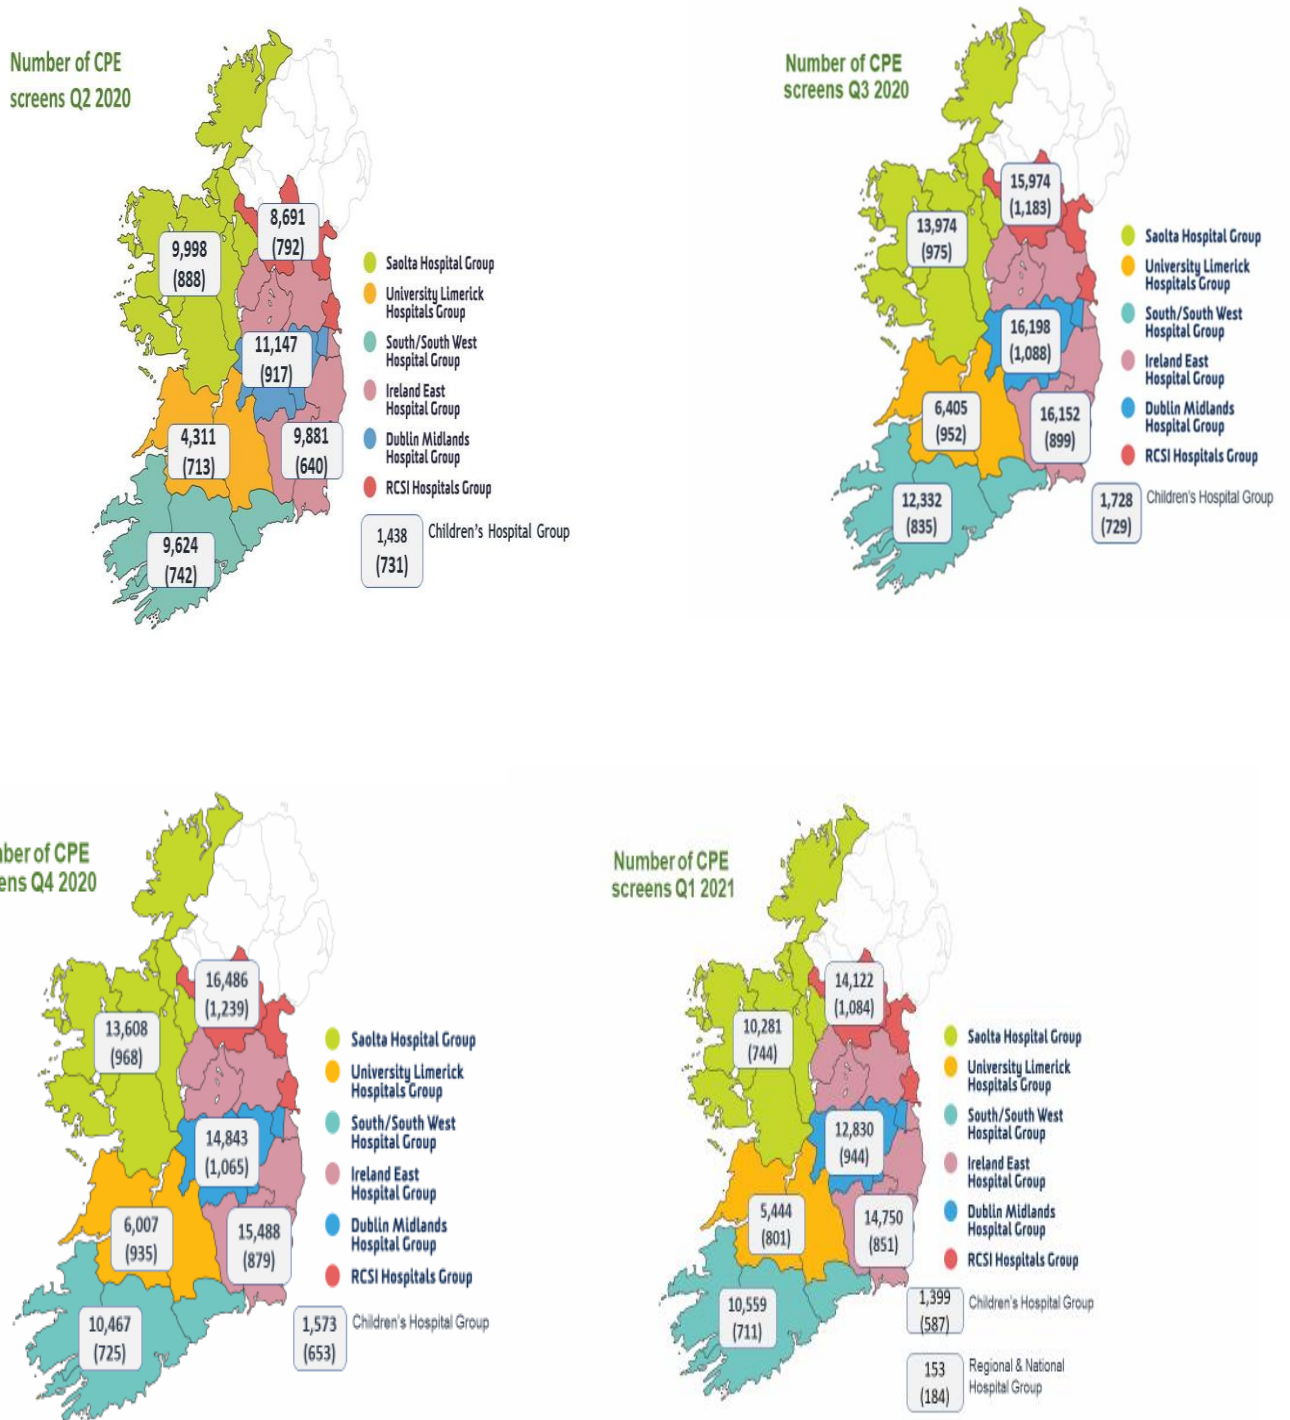 Number of CPE
screens Q2 2020
8,691
(792)
9,998
(888)
11,147
(917)
4,311
(713)
9,881
(640)
9,624
(742)
Saolta Hospital Group
University Limerick
Hospitals Group
South/South West
Hospital Group
Ireland East
Hospital Group
Dublin Midlands
Hospital Group
RCSI Hospitals Group
1,438
(731)
Children's Hospital Group
Number of CPE
screens Q3 2020
15,974
(1,183)
13,974
(975)
16,198
(1,088)
6,405
(952)
16,152
(899)
12,332
(835)
Saolta Hospital Group
University Limerick
Hospitals Group
South/South West
Hospital Group
Ireland East
Hospital Group
Dublin Midlands
Hospital Group
RCSI Hospitals Group
1,728
(729)
Children's Hospital Group
nber of CPE
ens Q4 2020
16,486
(1,239)
13,608
(968)
14,843
(1,065)
6,007
(935)
15,488
(879)
10,467
(725)
Saolta Hospital Group
University Limerick
Hospitals Group
South/South West
Hospital Group
Ireland East
Hospital Group
Dublin Midlands
Hospital Group
RCSI Hospitals Group
1,573
(653)
Children's Hospital Group
Number of CPE
screens Q1 2021
14,122
(1,084)
10,281
(744)
12,830
(944)
5,444
(801)
14,750
(851)
10,559
(711)
Saolta Hospital Group
University Limerick
Hospitals Group
South/South West
Hospital Group
Ireland East
Hospital Group
Dublin Midlands
Hospital Group
RCSI Hospitals Group
1,399
(587)
Children's Hospital Group
153
(184)
Regional & National
Hospital Group